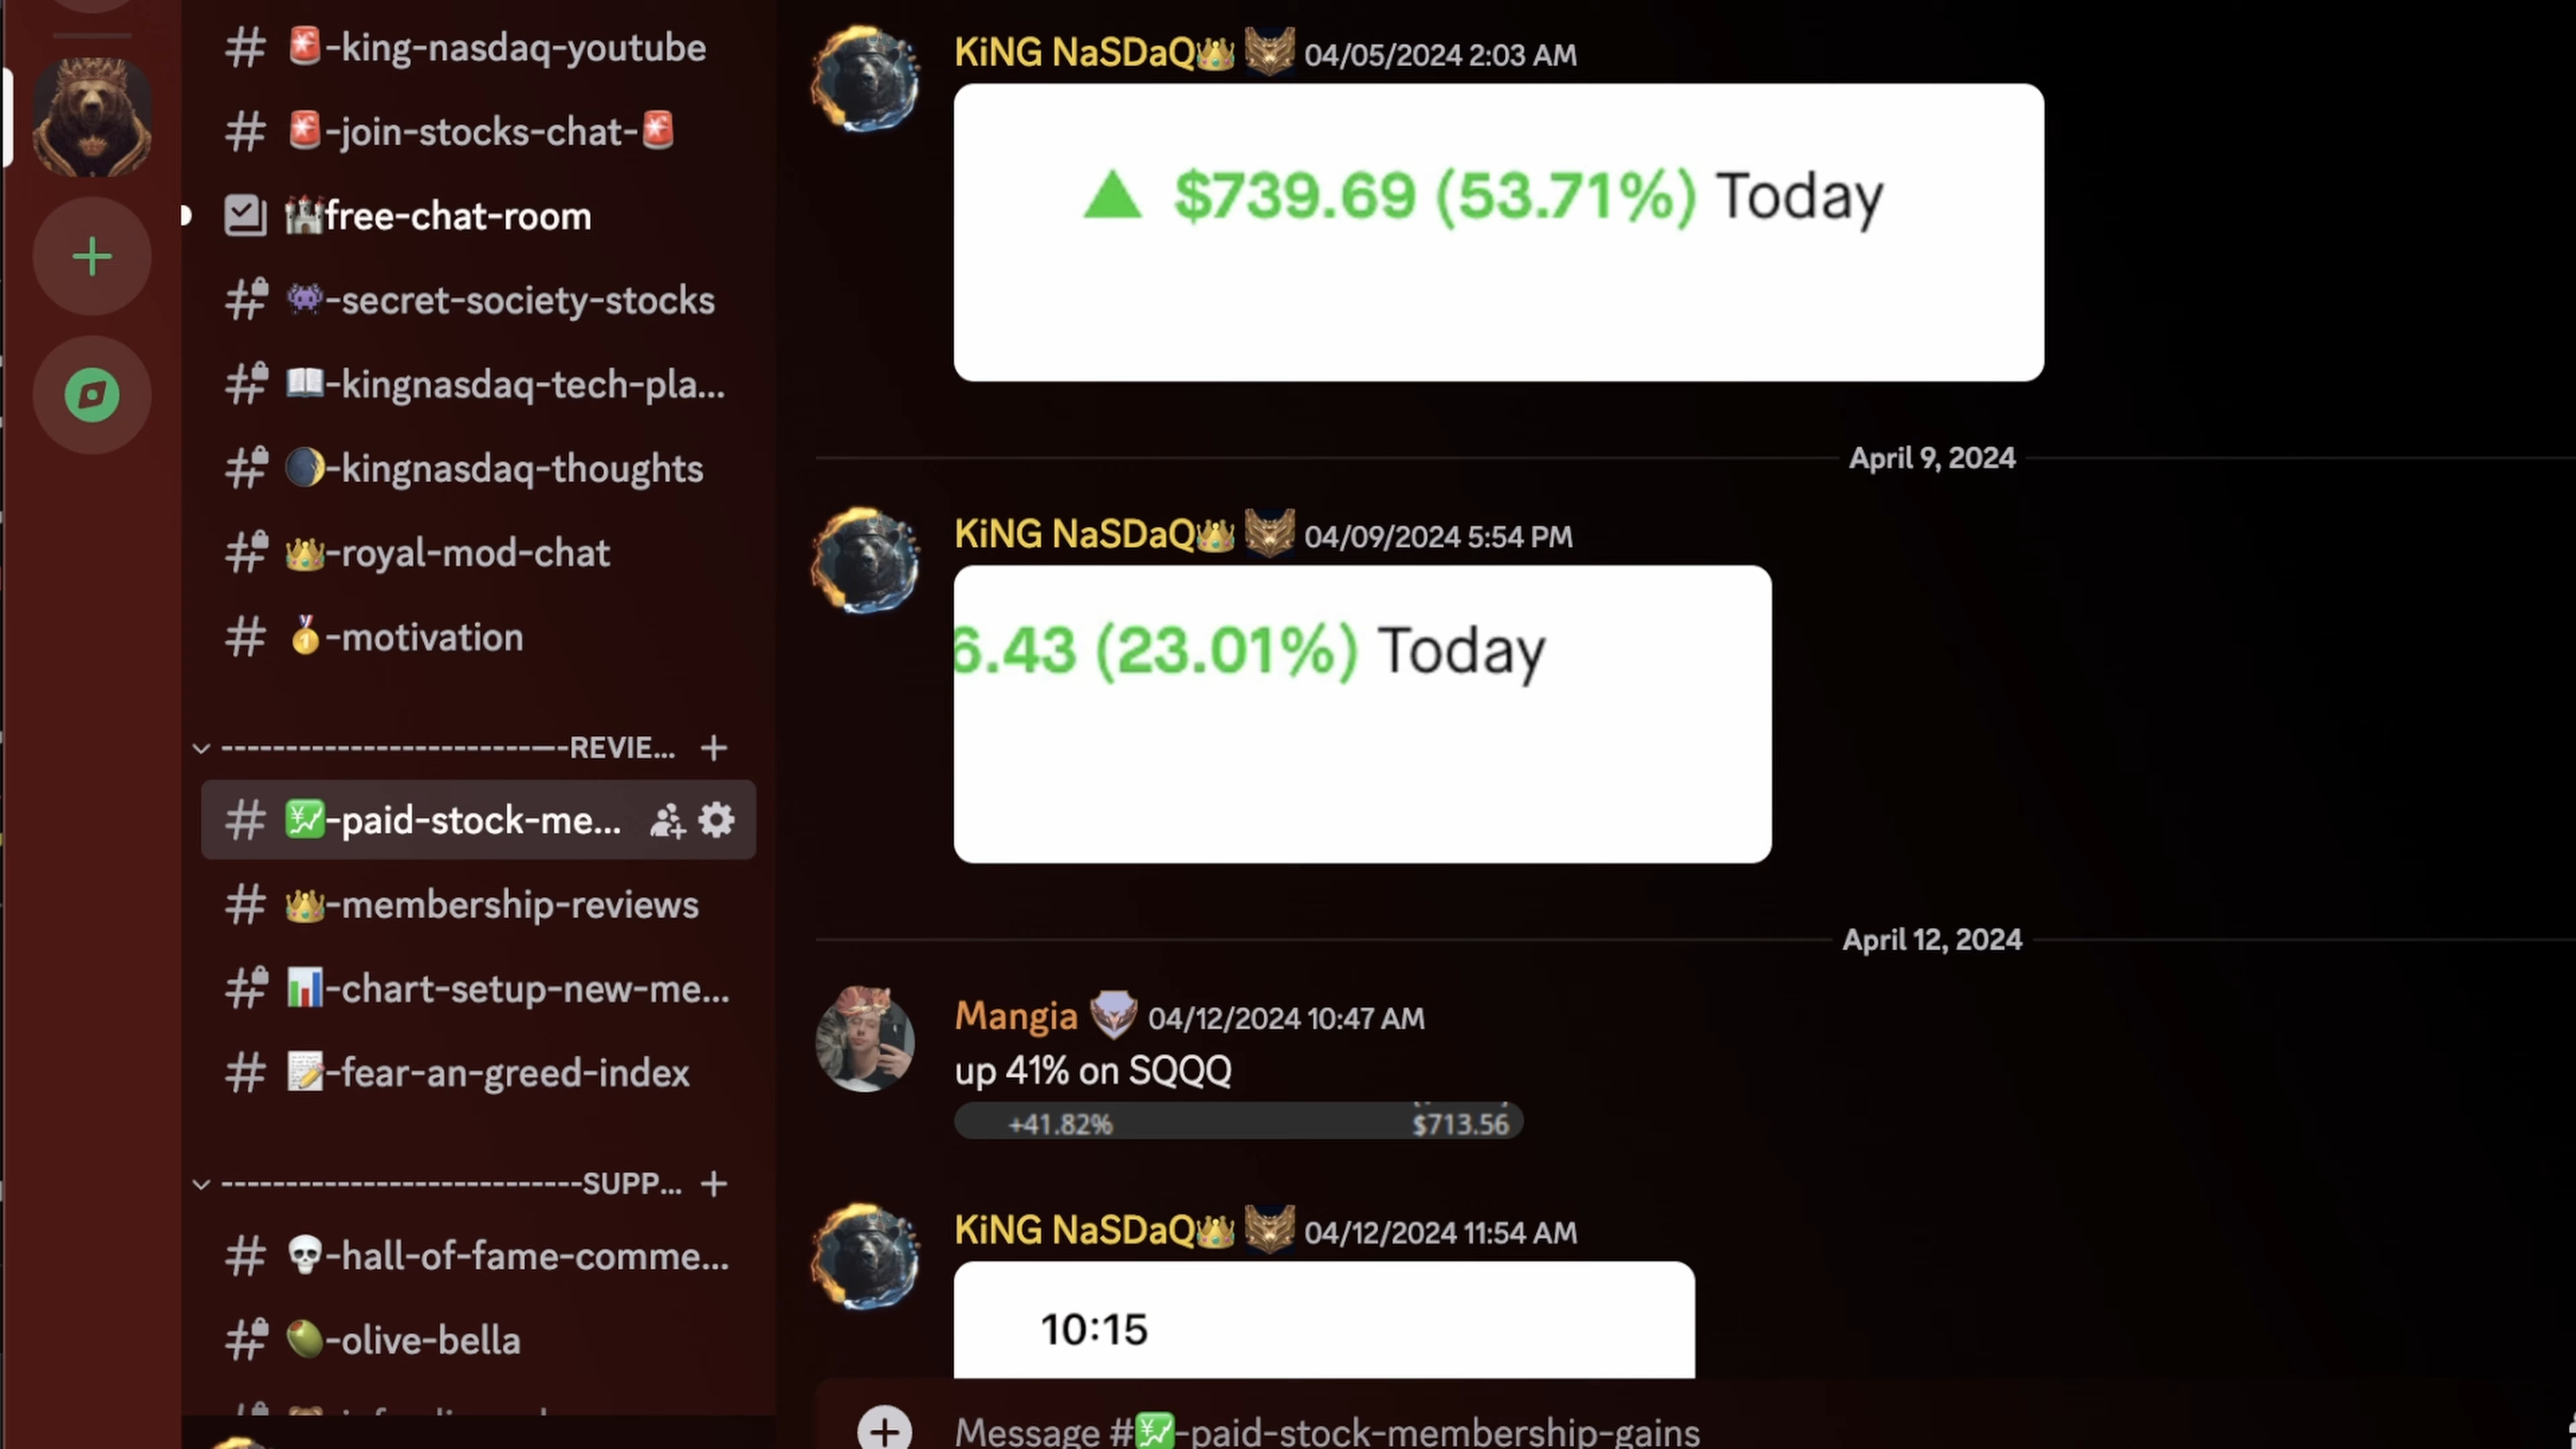 -king-nasdaq-youtube
-join-stocks-chat-
free-chat-room
-secret-society-stocks
-kingnasdaq-tech-pla...
-kingnasdaq-thoughts
-royal-mod-chat
-motivation
REVIE...
-paid-stock-me...
-membership-reviews
-chart-setup-new-me...
-fear-an-greed-index
SUPP...
-hall-of-fame-comme...
-olive-bella
KiNG NaSDaQ 04/05/2024 2:03 AM
▲ $739.69 (53.71%) Today
April 9, 2024
KiNG NaSDaQ 04/09/2024 5:54 PM
6.43 (23.01%) Today
April 12, 2024
Mangia 04/12/2024 10:47 AM
up 41% on SQQQ
+41.82% $713.56
KiNG NaSDaQ 04/12/2024 11:54 AM
10:15
Message #💹-paid-stock-membership-gains